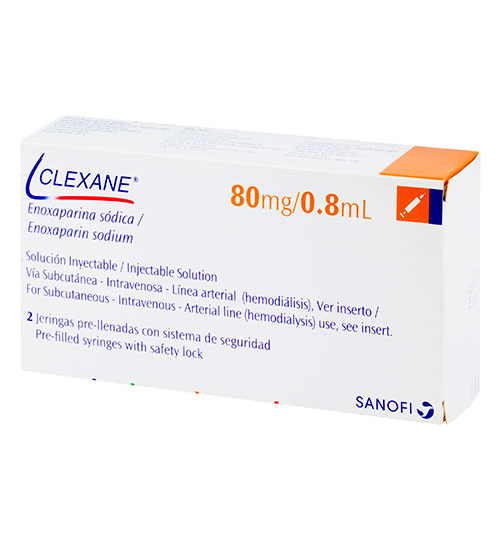 CLEXANE®
80mg/0.8mL
Enoxaparina sódica /
Enoxaparin sodium
Solución Inyectable / Injectable Solution
Vía Subcutánea - Intravenosa - Línea arterial (hemodiálisis), Ver inserto /
For Subcutaneous - Intravenous - Arterial line (hemodialysis) use, see insert.
2 Jeringas pre-llenadas con sistema de seguridad
Pre-filled syringes with safety lock
SANOFI